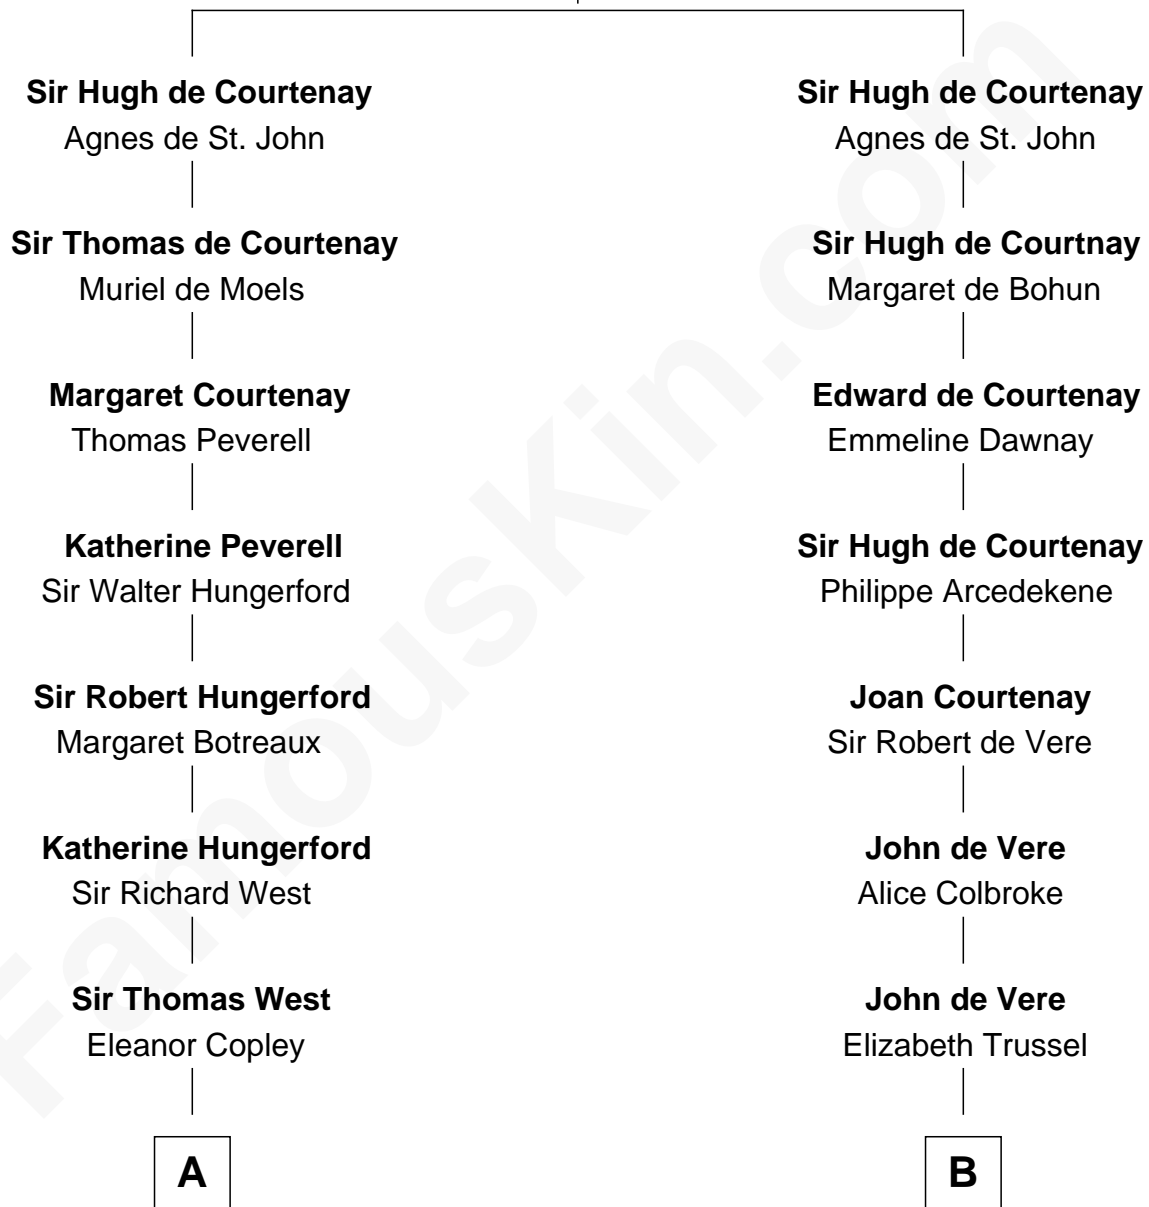 Sir Hugh de Courtenay
Agnes de St. John
Sir Thomas de Courtenay
Muriel de Moels
Margaret Courtenay
Thomas Peverell
Katherine Peverell
Sir Walter Hungerford
Sir Robert Hungerford
Margaret Botreaux
Katherine Hungerford
Sir Richard West
Sir Thomas West
Eleanor Copley
A
Sir Hugh de Courtenay
Agnes de St. John
Sir Hugh de Courtnay
Margaret de Bohun
Edward de Courtenay
Emmeline Dawnay
Sir Hugh de Courtenay
Philippe Arcedekene
Joan Courtenay
Sir Robert de Vere
John de Vere
Alice Colbroke
John de Vere
Elizabeth Trussel
B
FamousKin.com